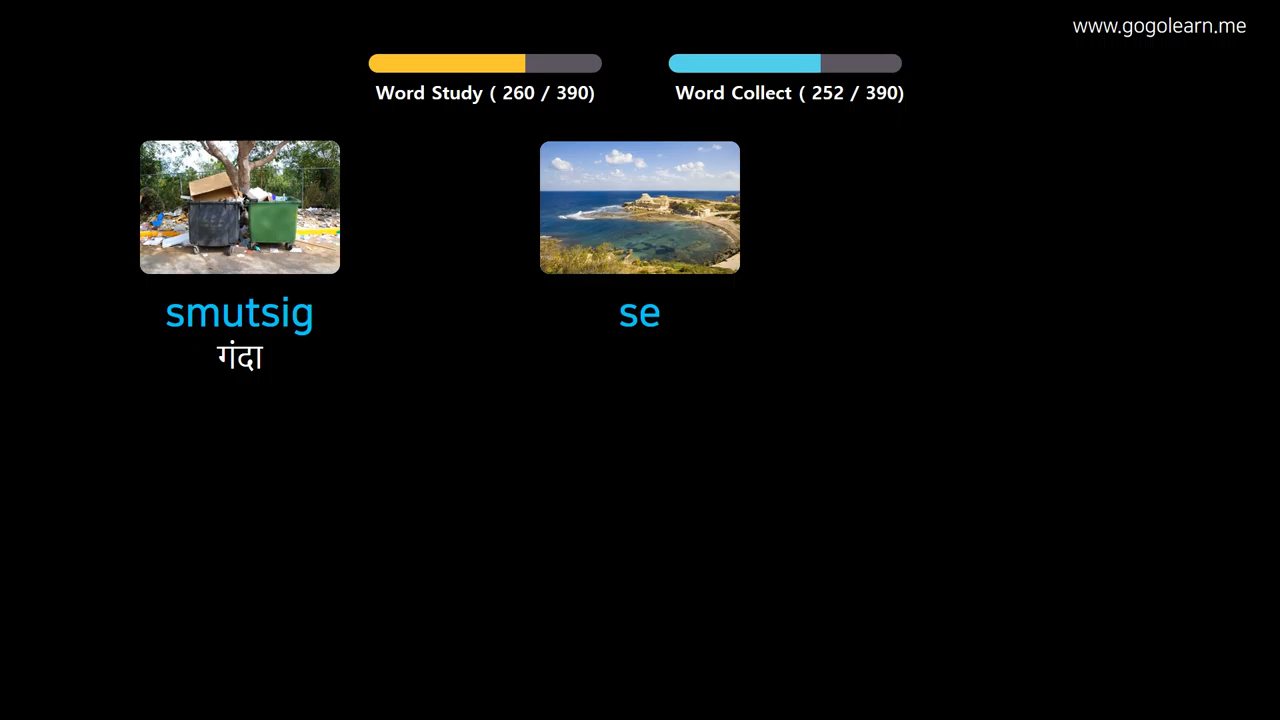 www.gogolearn.me
Word Study ( 260 / 390)
Word Collect ( 252 / 390)
smutsig
गंदा
se